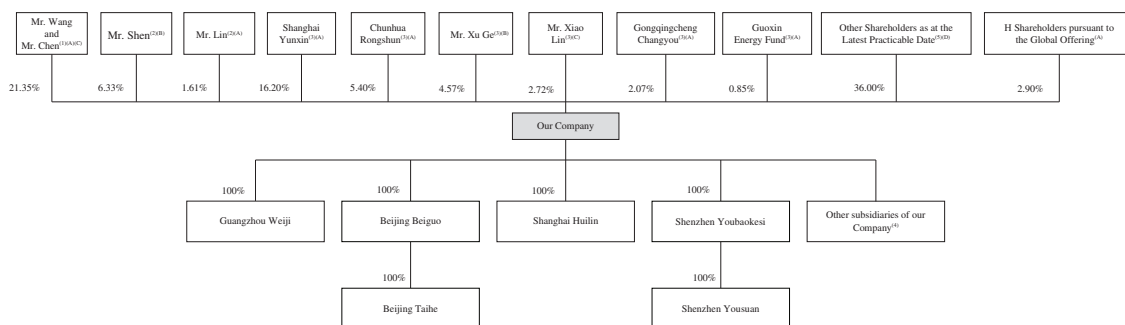 Mr. Wang
and
Mr. Chen(1)(A)(C)
Mr. Shen(2)(B)
Mr. Lin(2)(A)
Shanghai
Yunxin(3)(A)
Chunhua
Rongshun(3)(A)
Mr. Xu Ge(3)(B)
Mr. Xiao
Lin(3)(C)
Gongqingcheng
Changyou(3)(A)
Guoxin
Energy Fund(3)(A)
Other Shareholders as at the
Latest Practicable Date(5)(D)
H Shareholders pursuant to
the Global Offering(A)
21.35%
6.33%
1.61%
16.20%
5.40%
4.57%
2.72%
2.07%
0.85%
36.00%
2.90%
Our Company
100%
100%
100%
100%
Guangzhou Weiji
Beijing Beiguo
Shanghai Huilin
Shenzhen Youbaokesi
Other subsidiaries of our
Company(4)
100%
100%
Beijing Taihe
Shenzhen Yousuan